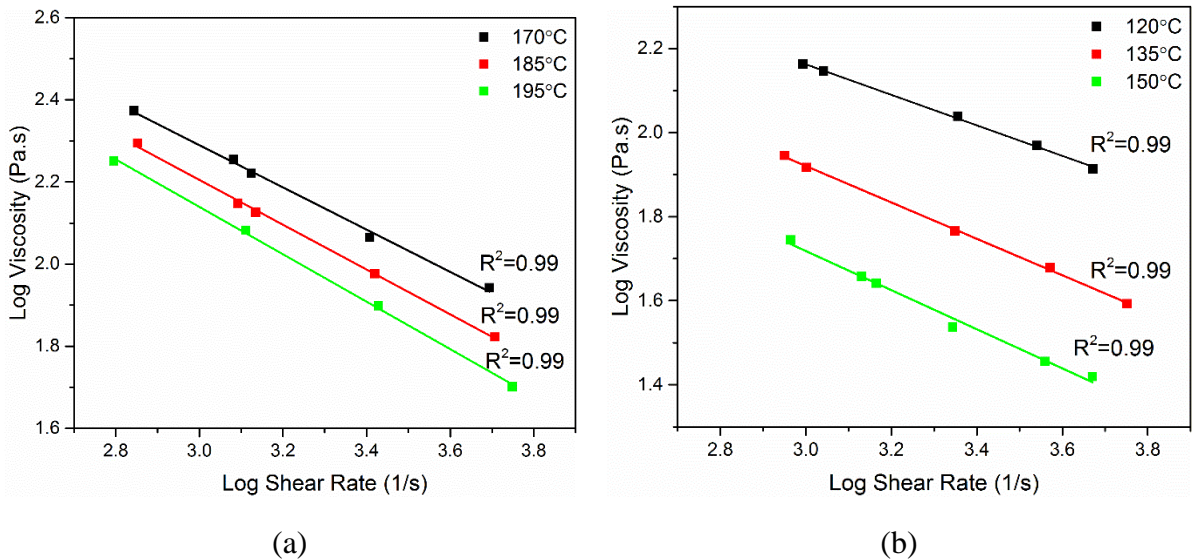 2.6
2.4
2.2
2.0
1.8
1.6
Log Viscosity (Pa.s)
170°C
185°C
195°C
R²=0.99
R²=0.99
R²=0.99
2.8 3.0 3.2 3.4 3.6 3.8
Log Shear Rate (1/s)
(a)
2.2
2.0
1.8
1.6
1.4
Log Viscosity (Pa.s)
120°C
135°C
150°C
R²=0.99
R²=0.99
R²=0.99
2.8 3.0 3.2 3.4 3.6 3.8
Log Shear Rate (1/s)
(b)